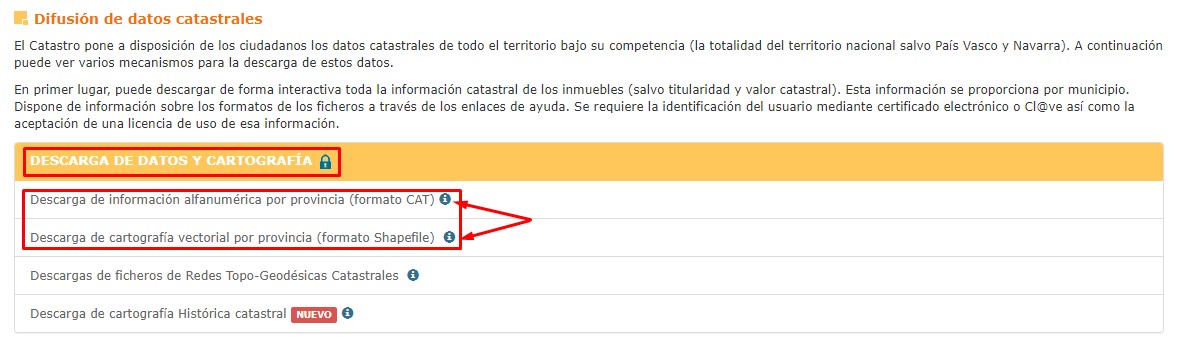 Difusión de datos catastrales
El Catastro pone a disposición de los ciudadanos los datos catastrales de todo el territorio bajo su competencia (la totalidad del territorio nacional salvo País Vasco y Navarra). A continuación
puede ver varios mecanismos para la descarga de estos datos.
En primer lugar, puede descargar de forma interactiva toda la información catastral de los inmuebles (salvo titularidad y valor catastral). Esta información se proporciona por municipio.
Dispone de información sobre los formatos de los ficheros a través de los enlaces de ayuda. Se requiere la identificación del usuario mediante certificado electrónico o Cl@ve así como la
aceptación de una licencia de uso de esa información.
DESCARGA DE DATOS Y CARTOGRAFÍA
Descarga de información alfanumérica por provincia (formato CAT)
Descarga de cartografía vectorial por provincia (formato Shapefile)
Descargas de ficheros de Redes Topo-Geodésicas Catastrales
Descarga de cartografía Histórica catastral NUEVO